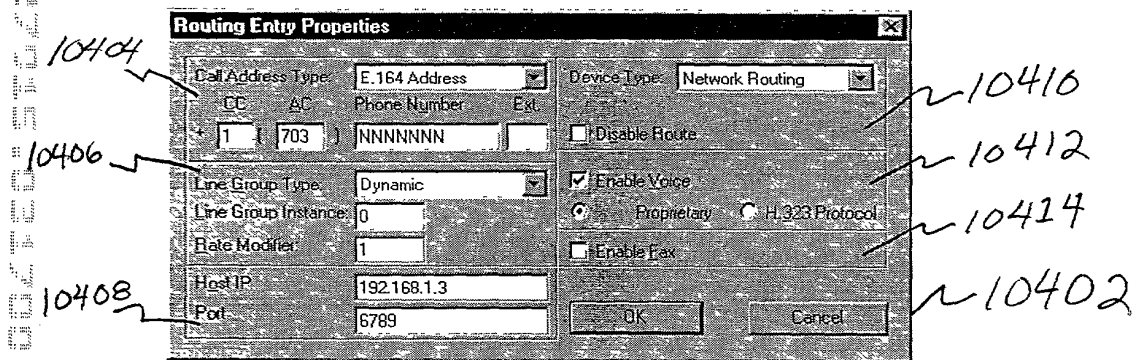 Routing Entry Properties
10404
Call Address Type: E.164 Address
CC AC Phone Number Ext.
+ 1 ( 703 ) NNNNNNN
10406
Line Group Type: Dynamic
Line Group Instance: 0
Rate Modifier: 1
10408
Host IP 192.168.1.3
Port 6789
Device Type: Network Routing
10410
Disable Route
10412
Enable Voice
Proprietary H.323 Protocol
10414
Enable Fax
10402
OK Cancel